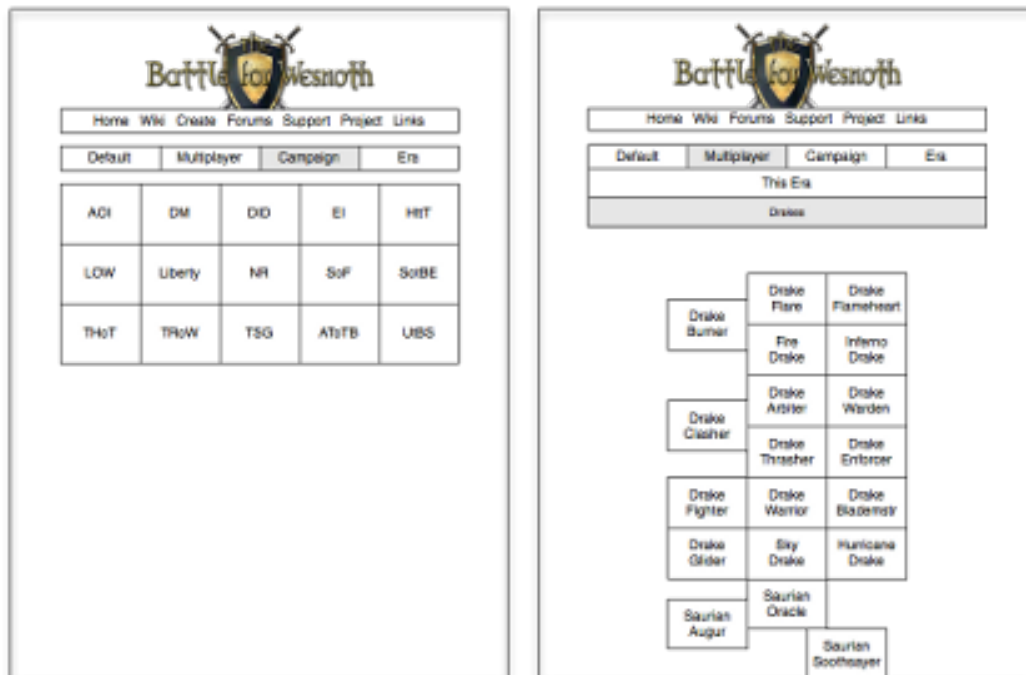 the
Battle for Wesnoth
Home Wiki Create Forums Support Project Links
Default Multiplayer Campaign Era
AOI DM DID EI HttT
LOW Liberty NR SoF SotBE
THoT TRoW TSG AToTB UtBS
the
Battle for Wesnoth
Home Wiki Forums Support Project Links
Default Multiplayer Campaign Era
This Era
Drakes
Drake
Burner
Drake
Flare
Drake
Flameheart
Fire
Drake
Inferno
Drake
Drake
Clasher
Drake
Arbiter
Drake
Warden
Drake
Thrasher
Drake
Enforcer
Drake
Fighter
Drake
Warrior
Drake
Blademstr
Drake
Glider
Sky
Drake
Hurricane
Drake
Saurian
Augur
Saurian
Oracle
Saurian
Soothsayer